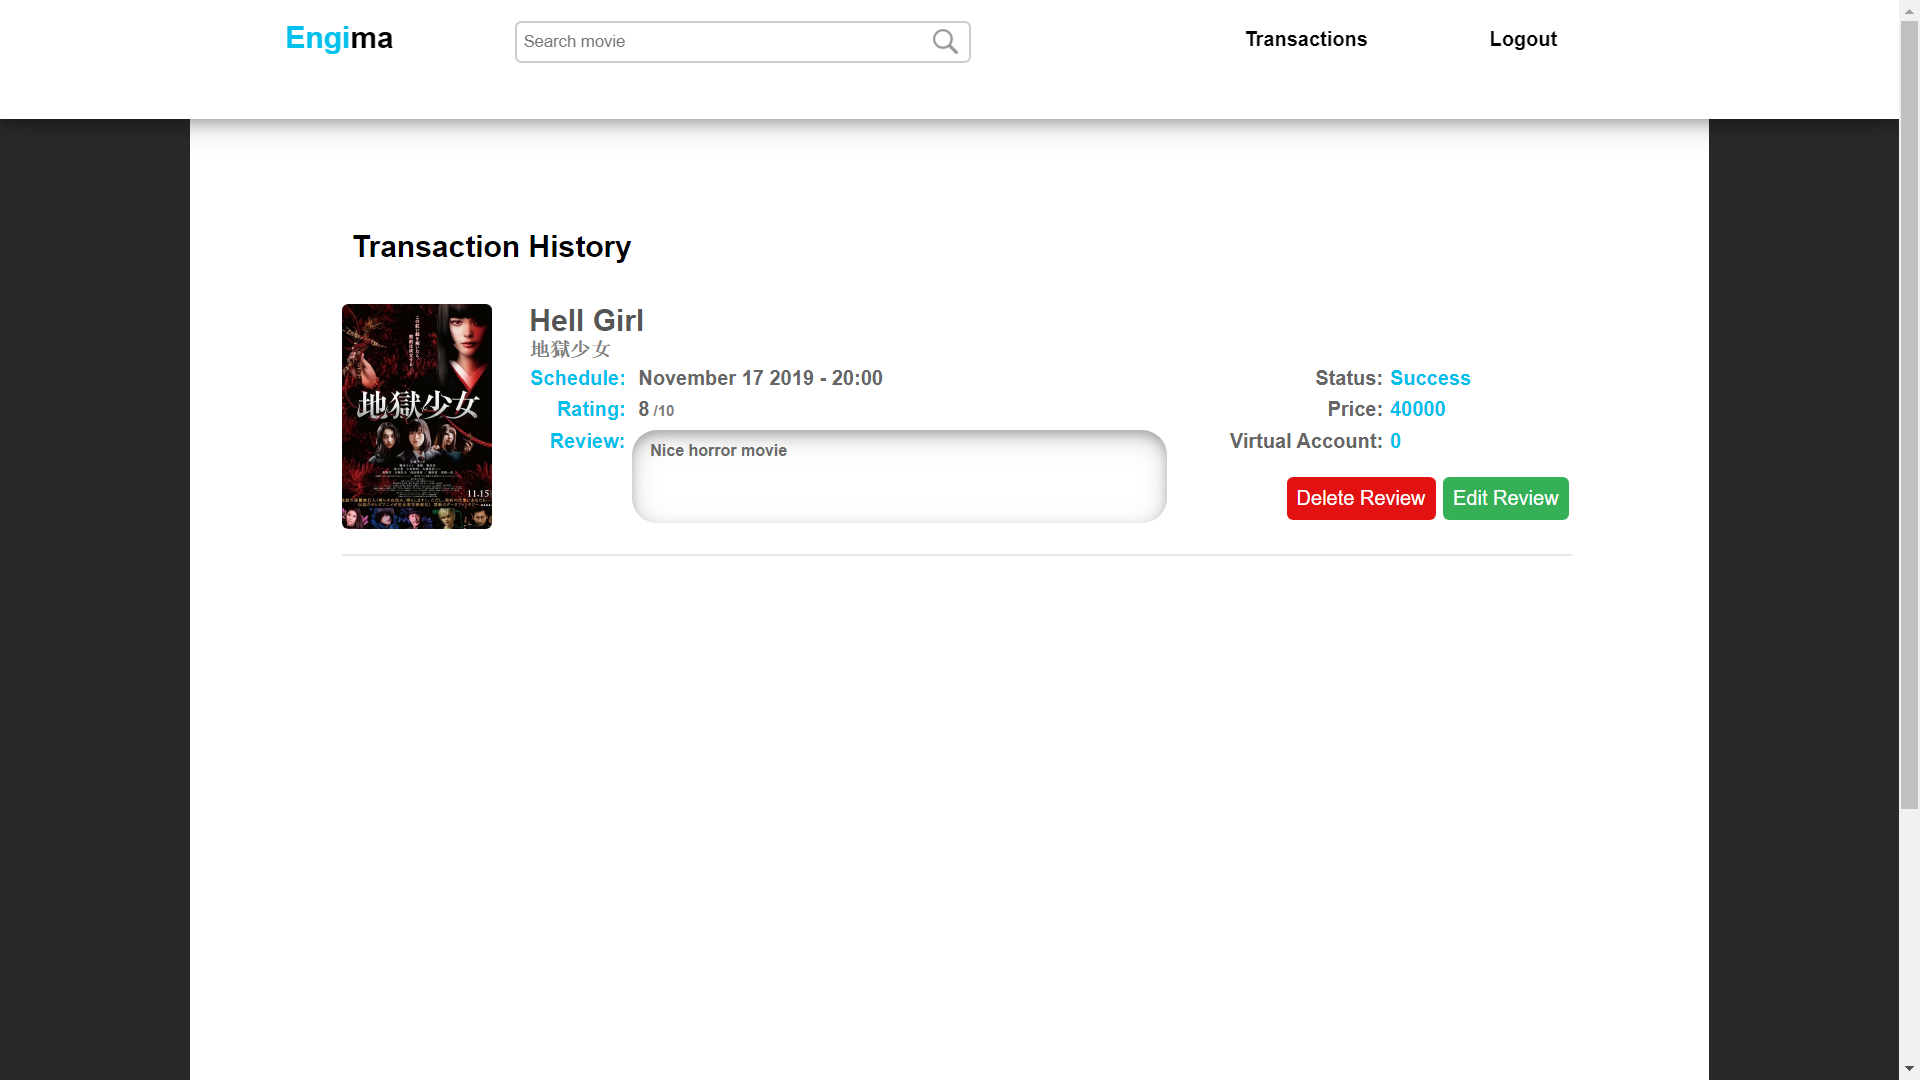 Engima
Search movie
Transactions
Logout
Transaction History
地獄少女
11.15
Hell Girl
地獄少女
Schedule: November 17 2019 - 20:00
Rating: 8 /10
Review: Nice horror movie
Status: Success
Price: 40000
Virtual Account: 0
Delete Review
Edit Review